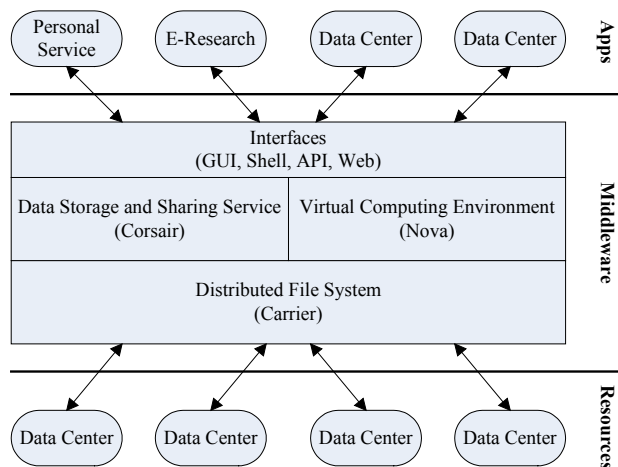 Personal
Service
E-Research
Data Center
Data Center
Apps
Interfaces
(GUI, Shell, API, Web)
Data Storage and Sharing Service
(Corsair)
Virtual Computing Environment
(Nova)
Distributed File System
(Carrier)
Middleware
Data Center
Data Center
Data Center
Data Center
Resources